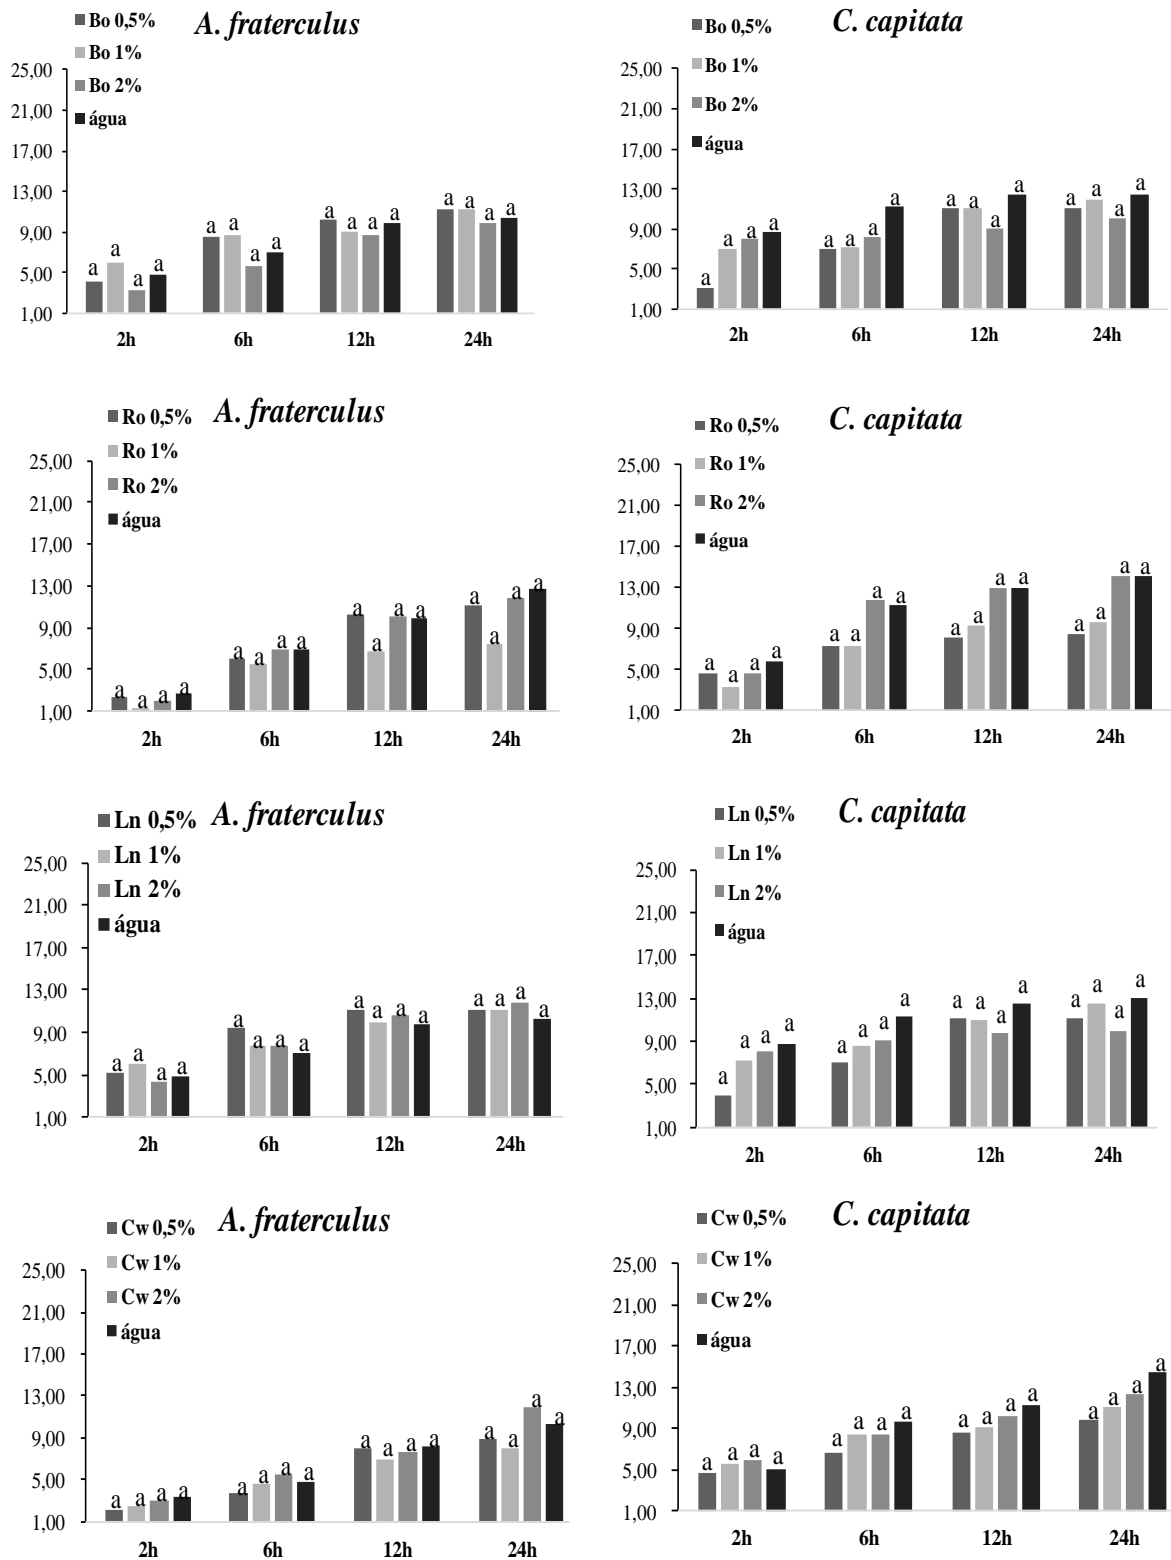 A. fraterculus
Bo 0,5%
Bo 1%
Bo 2%
água
25,00
21,00
17,00
13,00
9,00
5,00
1,00
a a a a
a a a a
a a a a
a a a a
2h 6h 12h 24h
C. capitata
Bo 0,5%
Bo 1%
Bo 2%
água
25,00
21,00
17,00
13,00
9,00
5,00
1,00
a a a a
a a a a
a a a a
a a a a
2h 6h 12h 24h
A. fraterculus
Ro 0,5%
Ro 1%
Ro 2%
água
25,00
21,00
17,00
13,00
9,00
5,00
1,00
a a a a
a a a a
a a a a
a a a a
2h 6h 12h 24h
C. capitata
Ro 0,5%
Ro 1%
Ro 2%
água
25,00
21,00
17,00
13,00
9,00
5,00
1,00
a a a a
a a a a
a a a a
a a a a
2h 6h 12h 24h
A. fraterculus
Ln 0,5%
Ln 1%
Ln 2%
água
25,00
21,00
17,00
13,00
9,00
5,00
1,00
a a a a
a a a a
a a a a
a a a a
2h 6h 12h 24h
C. capitata
Ln 0,5%
Ln 1%
Ln 2%
água
25,00
21,00
17,00
13,00
9,00
5,00
1,00
a a a a
a a a a
a a a a
a a a a
2h 6h 12h 24h
A. fraterculus
Cw 0,5%
Cw 1%
Cw 2%
água
25,00
21,00
17,00
13,00
9,00
5,00
1,00
a a a a
a a a a
a a a a
a a a a
2h 6h 12h 24h
C. capitata
Cw 0,5%
Cw 1%
Cw 2%
água
25,00
21,00
17,00
13,00
9,00
5,00
1,00
a a a a
a a a a
a a a a
a a a a
2h 6h 12h 24h